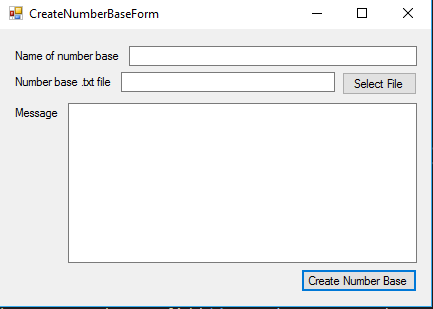 CreateNumberBaseForm
Name of number base
Number base .txt file
Select File
Message
Create Number Base